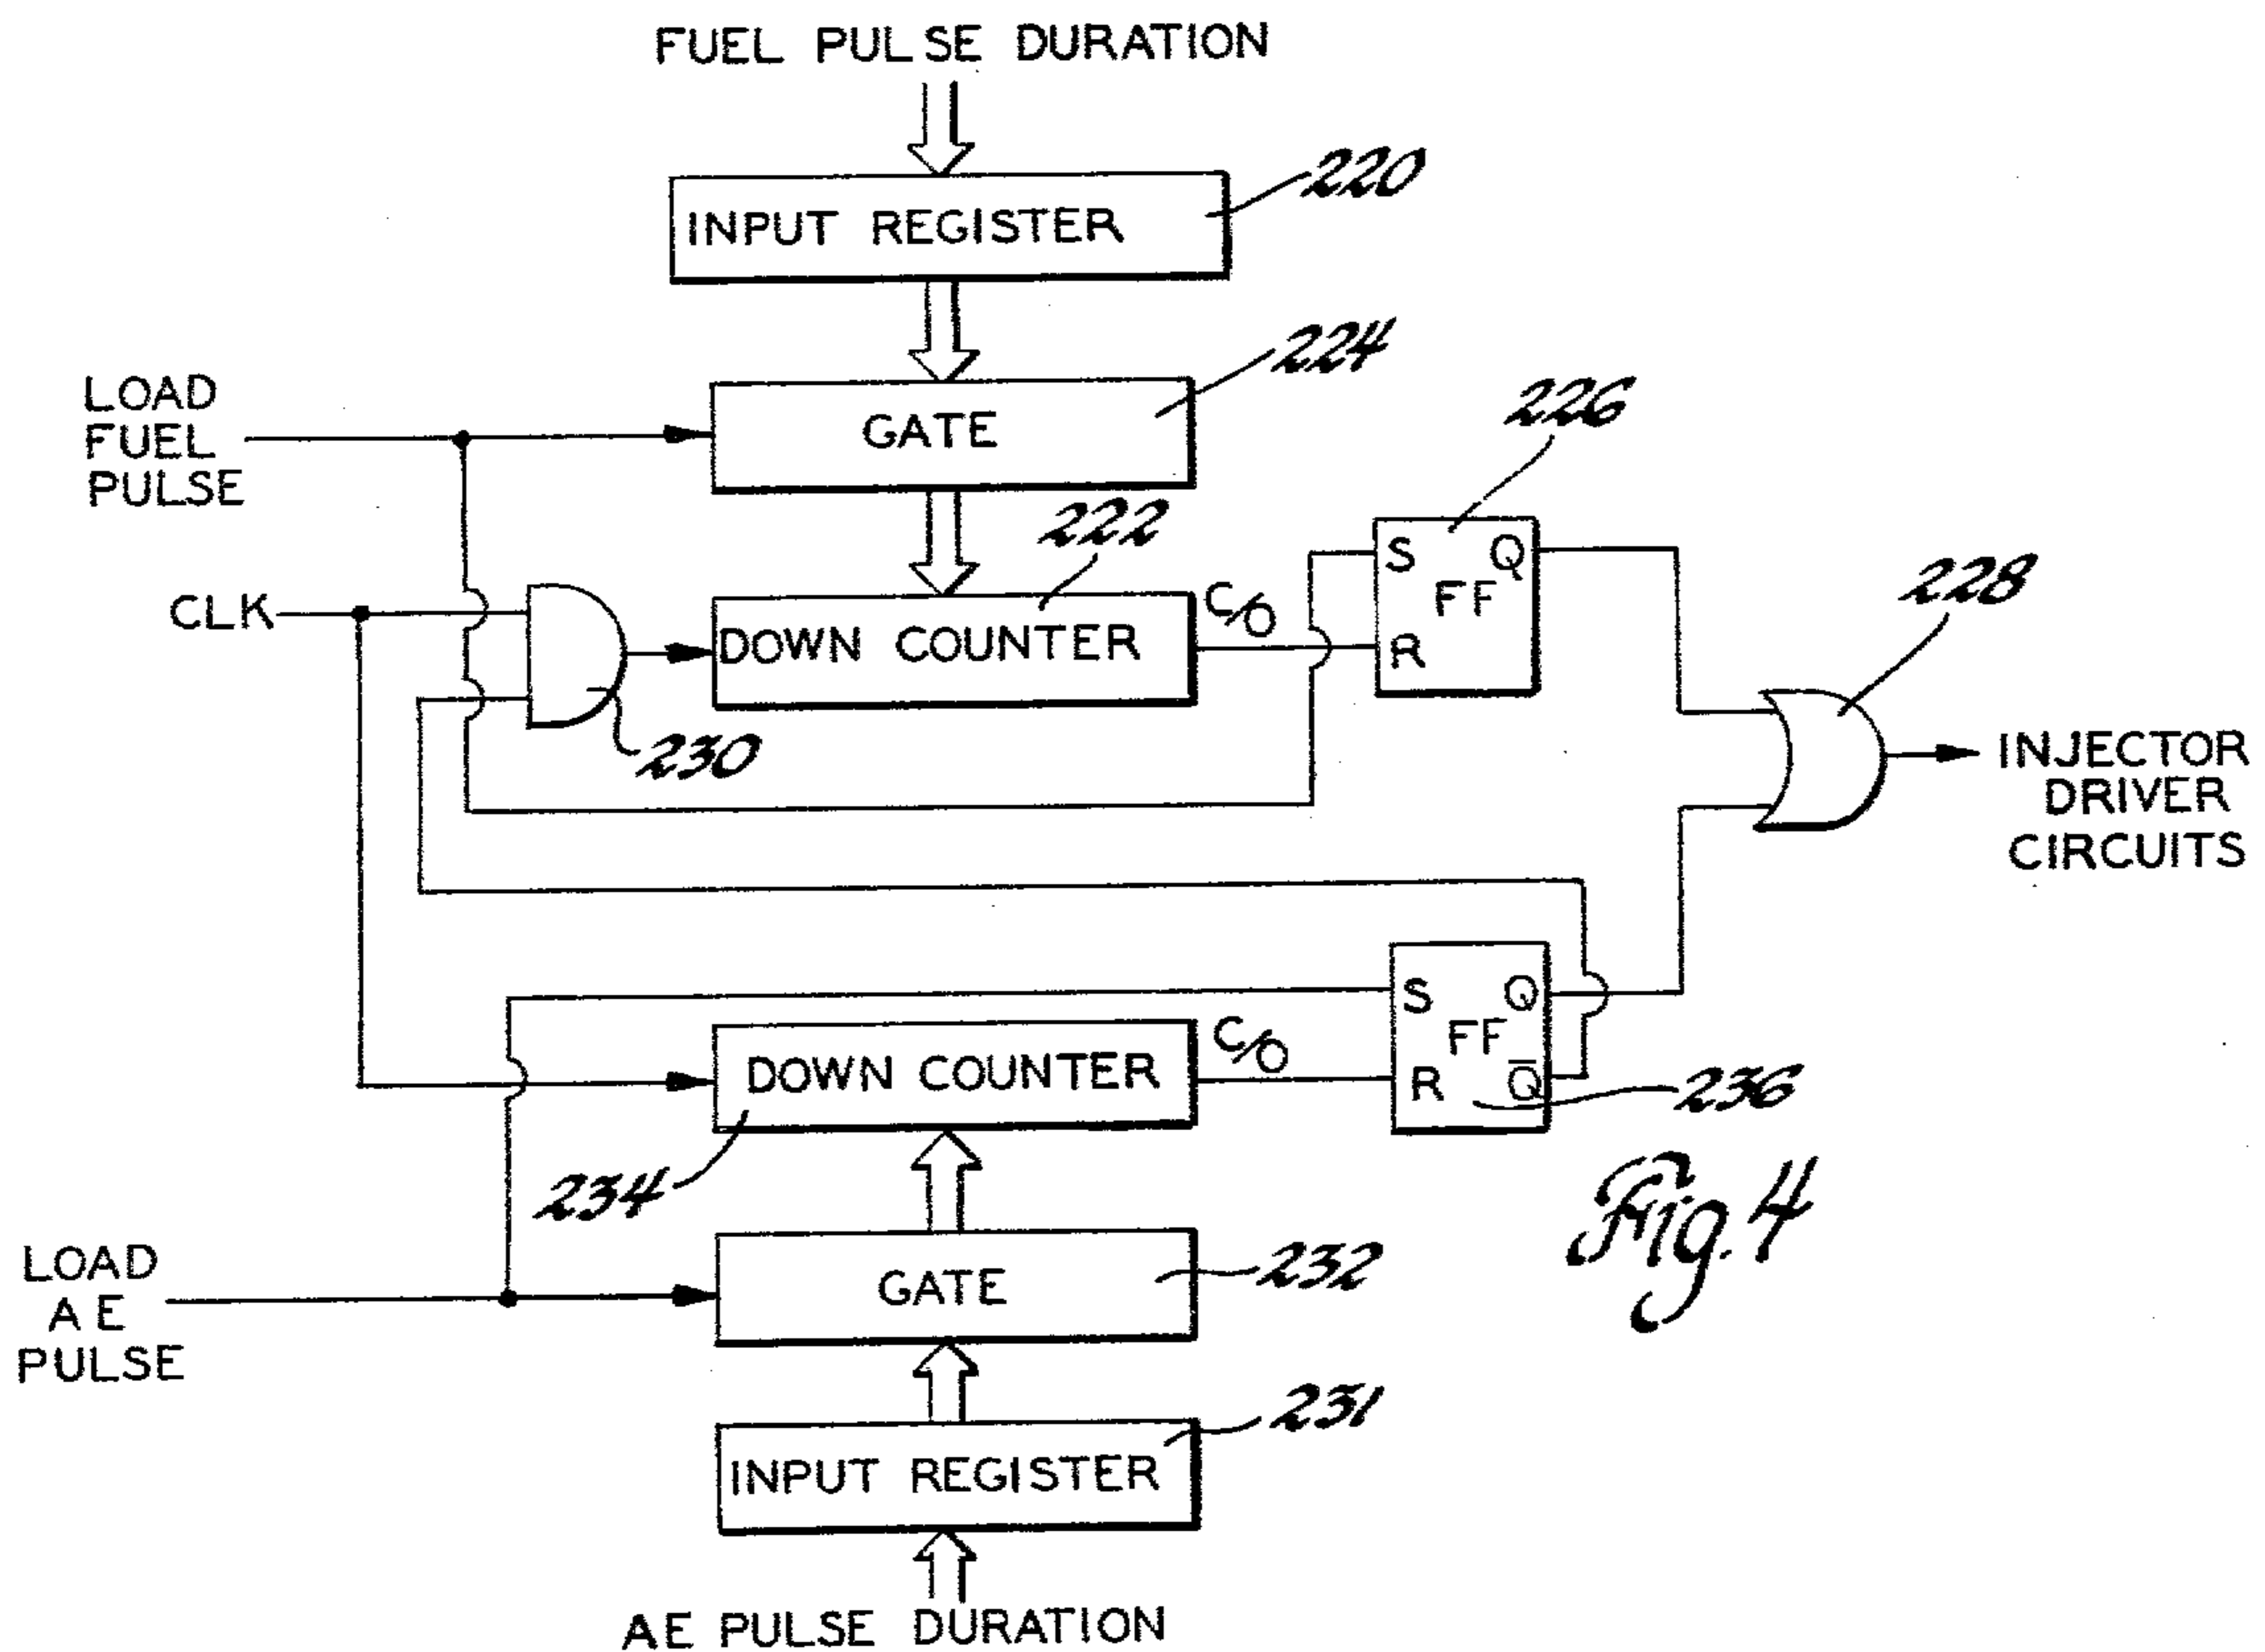 FUEL PULSE DURATION
INPUT REGISTER
220
LOAD
FUEL
PULSE
GATE
224
CLK
230
DOWN COUNTER
222
C/O
S
Q
FF
R
226
228
INJECTOR
DRIVER
CIRCUITS
S
Q
FF
R
Q̅
236
DOWN COUNTER
C/O
234
LOAD
AE
PULSE
GATE
232
INPUT REGISTER
231
AE PULSE DURATION
Fig. 4